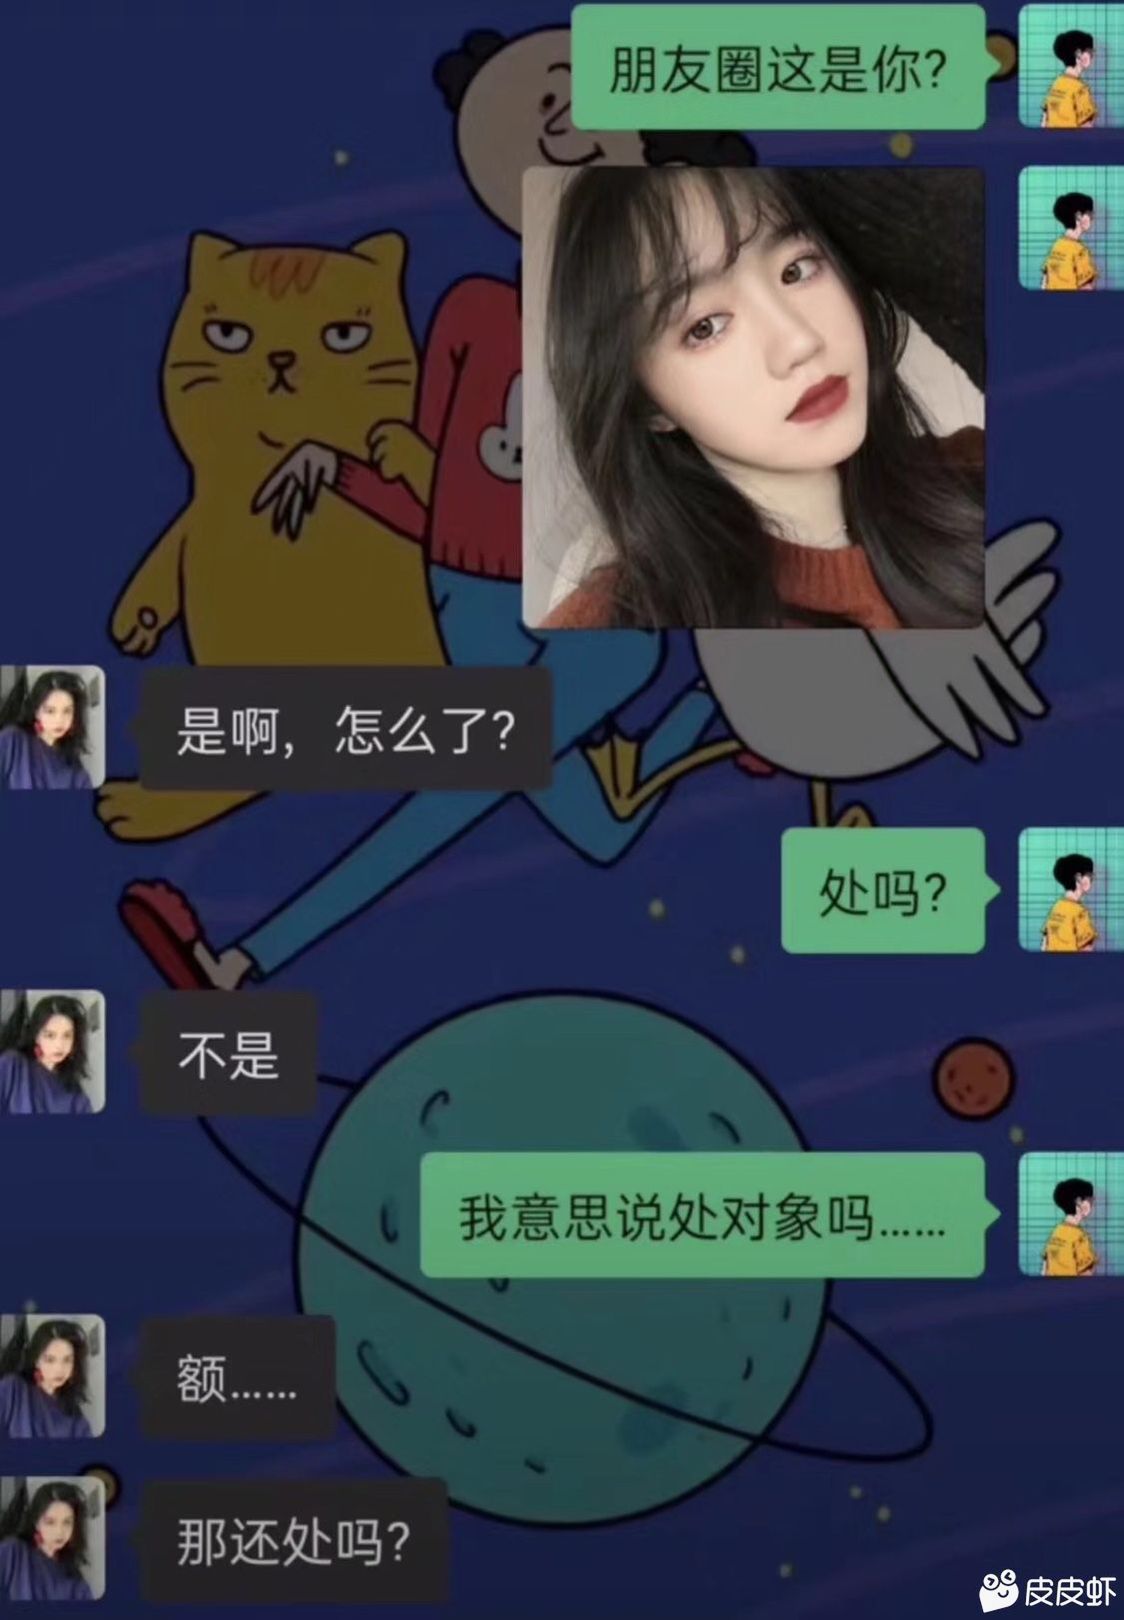 朋友圈这是你?
是啊，怎么了?
处吗?
不是
我意思说处对象吗……
额……
那还处吗?
皮皮虾